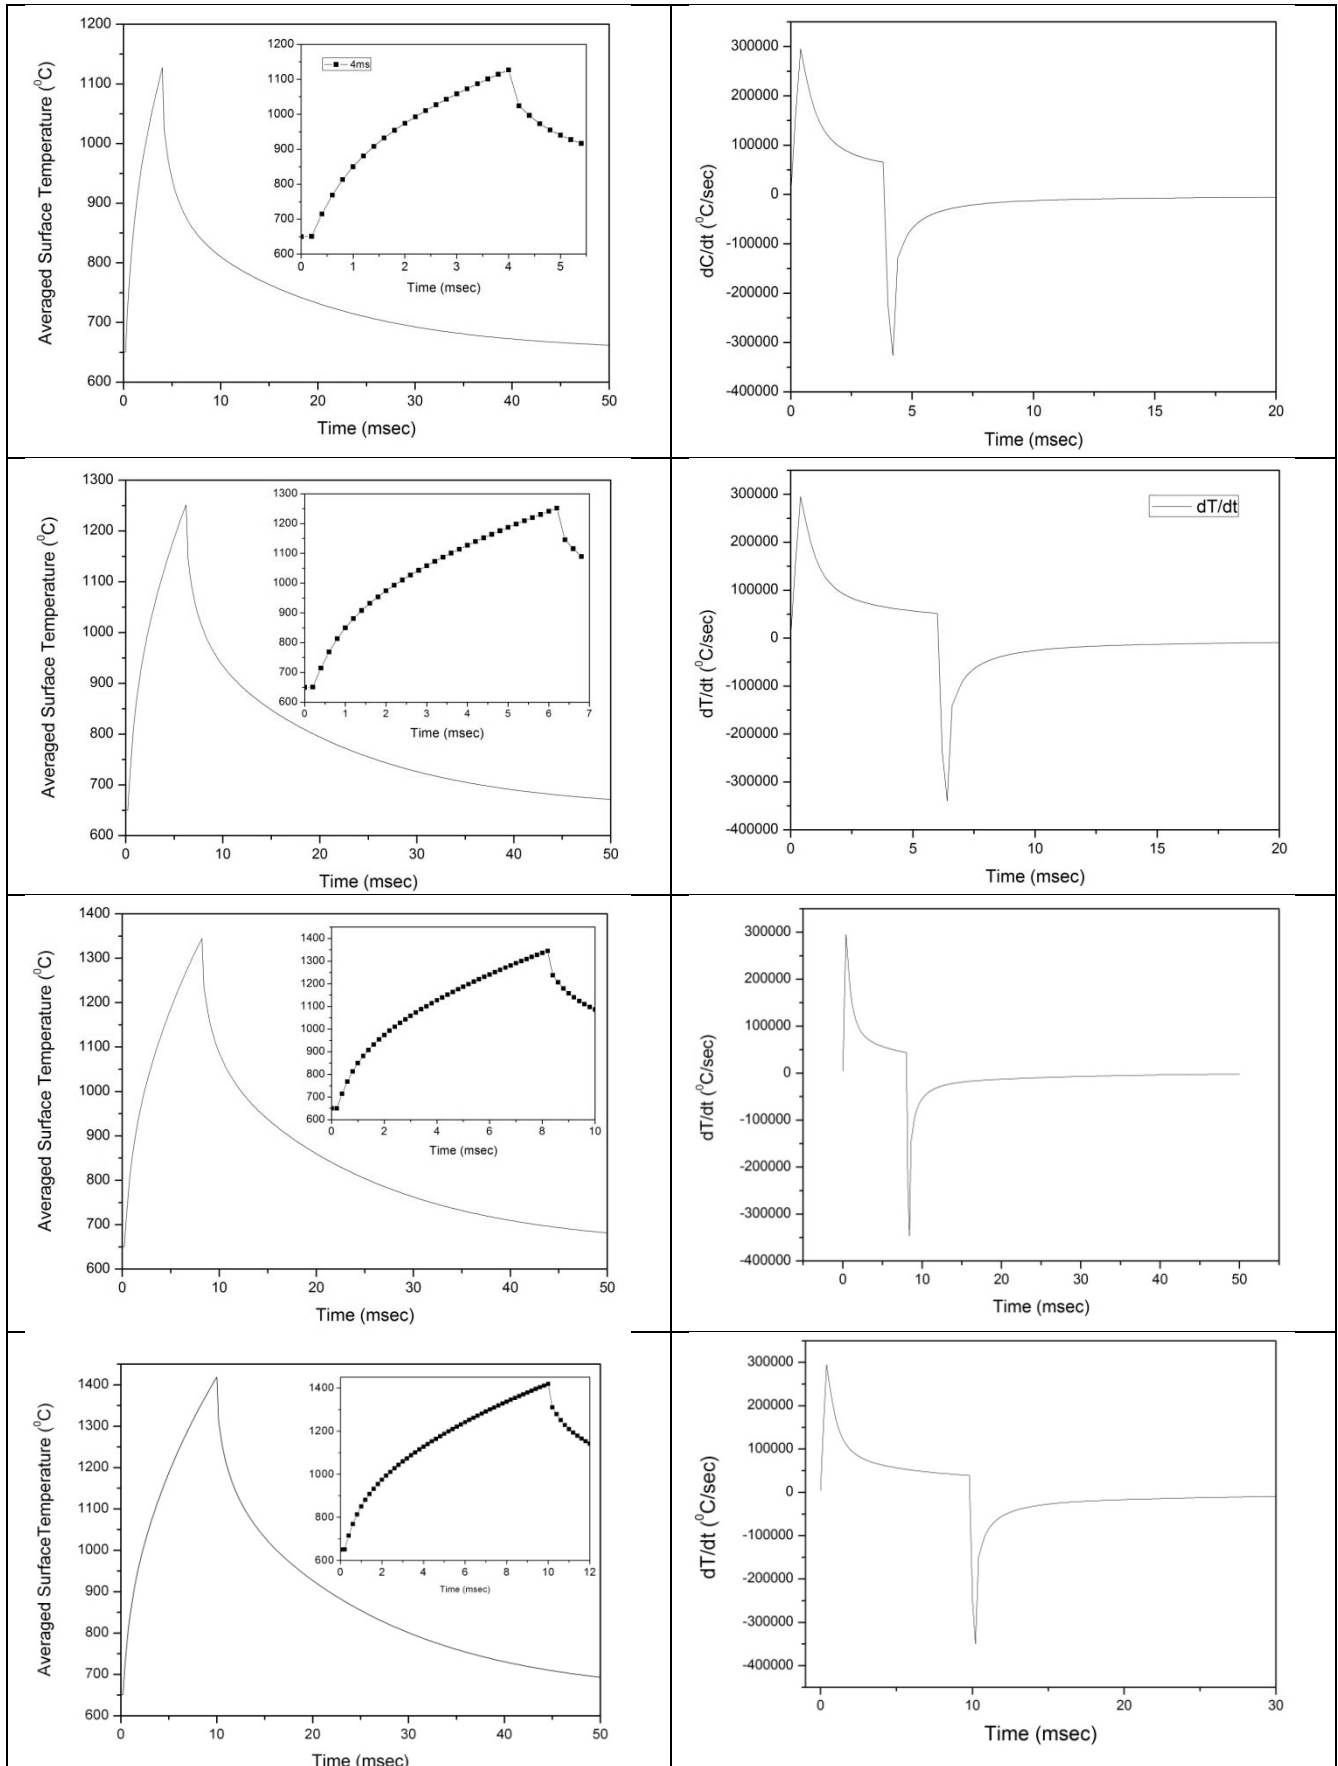 1200
1100
1000
900
800
700
600
0 10 20 30 40 50
Averaged Surface Temperature (⁰C)
Time (msec)
1200
1100
1000
900
800
700
600
0 1 2 3 4 5
4ms
Time (msec)
300000
200000
100000
0
-100000
-200000
-300000
-400000
0 5 10 15 20
dC/dt (⁰C/sec)
Time (msec)
1300
1200
1100
1000
900
800
700
600
0 10 20 30 40 50
Averaged Surface Temperature (⁰C)
Time (msec)
1300
1200
1100
1000
900
800
700
600
0 1 2 3 4 5 6 7
Time (msec)
300000
200000
100000
0
-100000
-200000
-300000
-400000
0 5 10 15 20
dT/dt
dT/dt (⁰C/sec)
Time (msec)
1400
1300
1200
1100
1000
900
800
700
600
0 10 20 30 40 50
Averaged Surface Temperature (⁰C)
Time (msec)
1400
1300
1200
1100
1000
900
800
700
600
0 2 4 6 8 10
Time (msec)
300000
200000
100000
0
-100000
-200000
-300000
-400000
0 10 20 30 40 50
dT/dt (⁰C/sec)
Time (msec)
1400
1300
1200
1100
1000
900
800
700
600
0 10 20 30 40 50
Averaged SurfaceTemperature (⁰C)
Time (msec)
1400
1200
1000
800
600
0 2 4 6 8 10 12
Time (msec)
300000
200000
100000
0
-100000
-200000
-300000
-400000
0 10 20 30
dT/dt (⁰C/sec)
Time (msec)